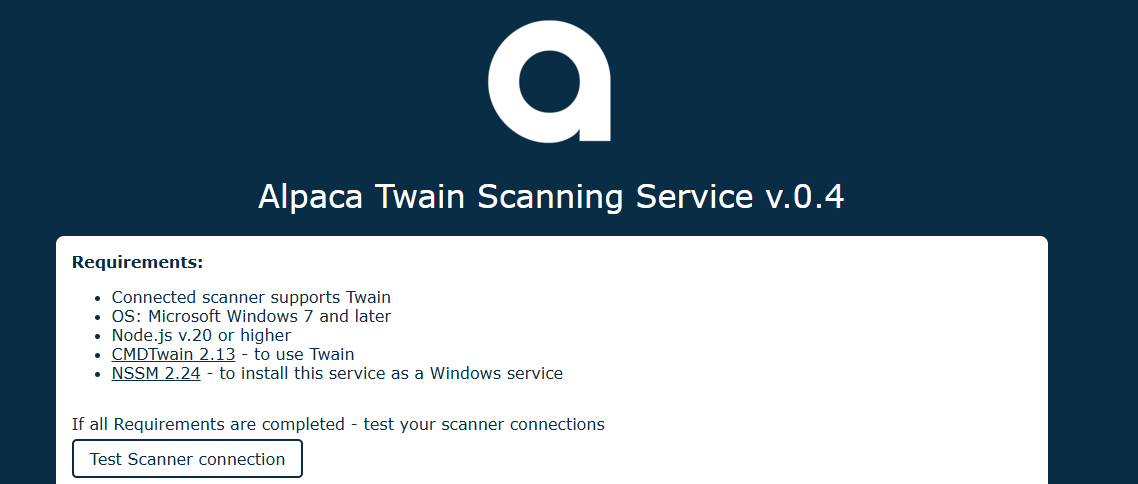 a
Alpaca Twain Scanning Service v.0.4
Requirements:
• Connected scanner supports Twain
• OS: Microsoft Windows 7 and later
• Node.js v.20 or higher
• CMDTwain 2.13 - to use Twain
• NSSM 2.24 - to install this service as a Windows service
If all Requirements are completed - test your scanner connections
Test Scanner connection